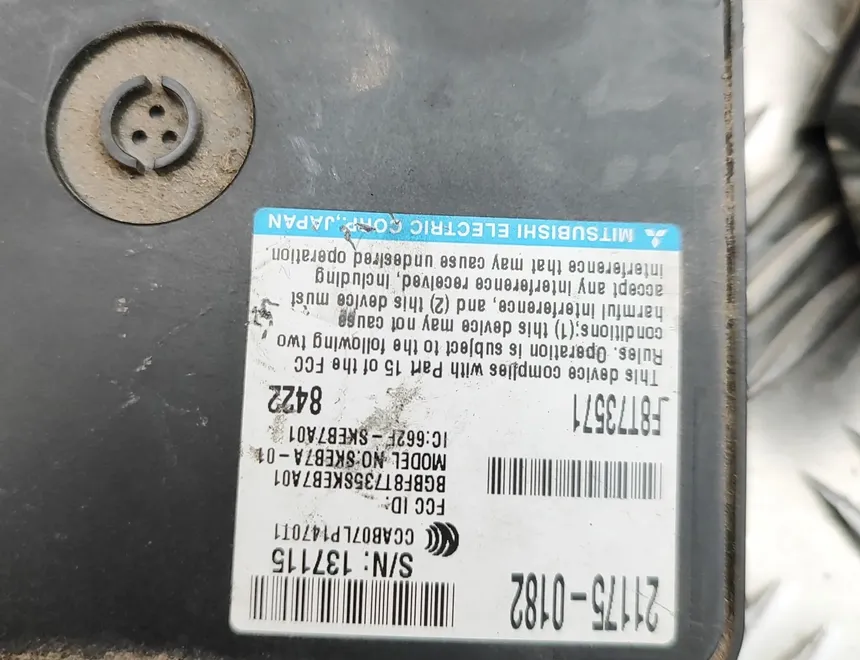 21175-0182
S/N: 137115
CCAB07LP1470T1
FCC ID:
BGBF8T735SSKEB7A01
MODEL NO:SKEB7A-01
IC:662F-SKEB7A01
F8T73571 8422
This device complies with Part 15 of the FCC
Rules. Operation is subject to the following two
conditions;(1) this device may not cause
harmful interference, and, (2) this device must
accept any interference received, including
interference that may cause undesired operation.
MITSUBISHI ELECTRIC CORP.,JAPAN